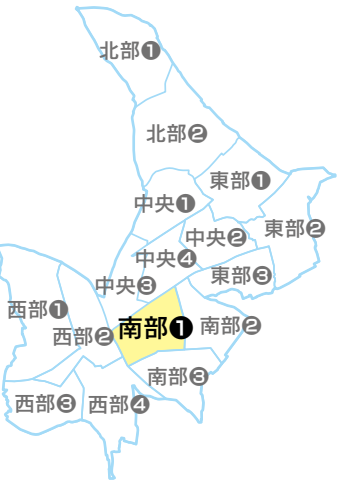 北部❶
北部❷
東部❶
中央❶
東部❷
中央❷
中央❹
東部❸
中央❸
西部❶
南部❶
南部❷
西部❷
南部❸
西部❸
西部❹